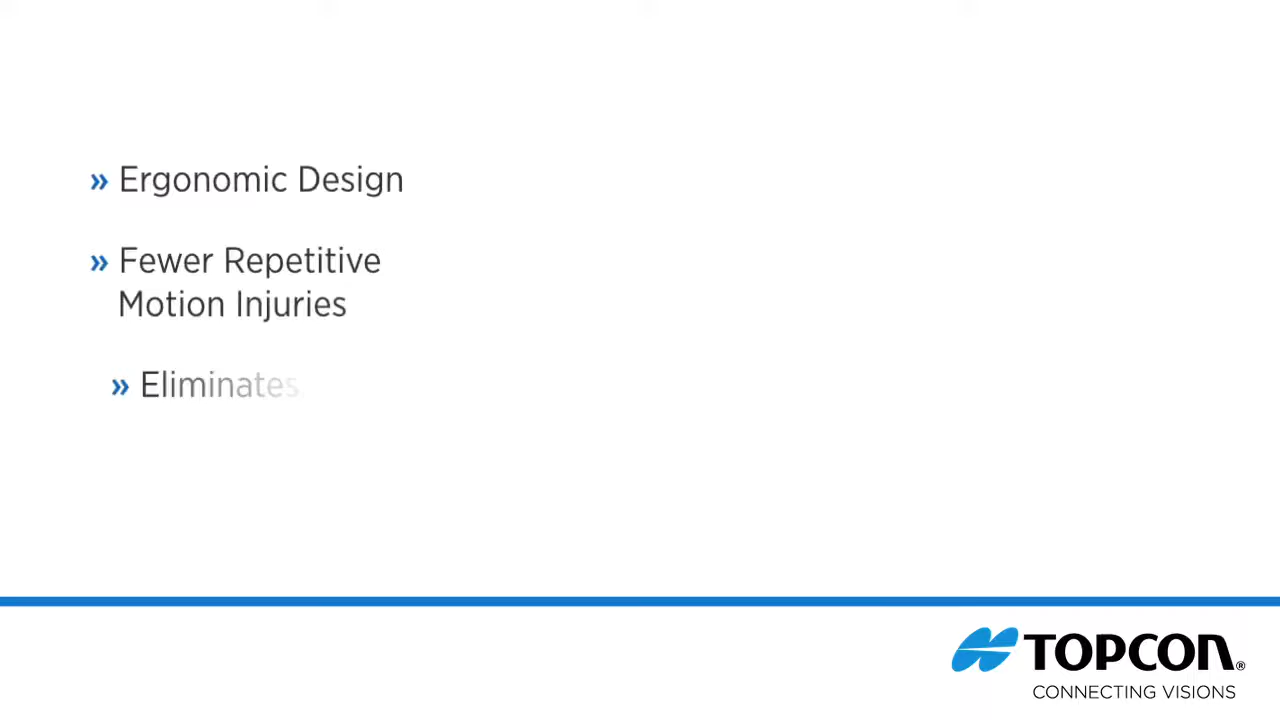 » Ergonomic Design
» Fewer Repetitive
Motion Injuries
» Eliminates
TOPCON®
CONNECTING VISIONS